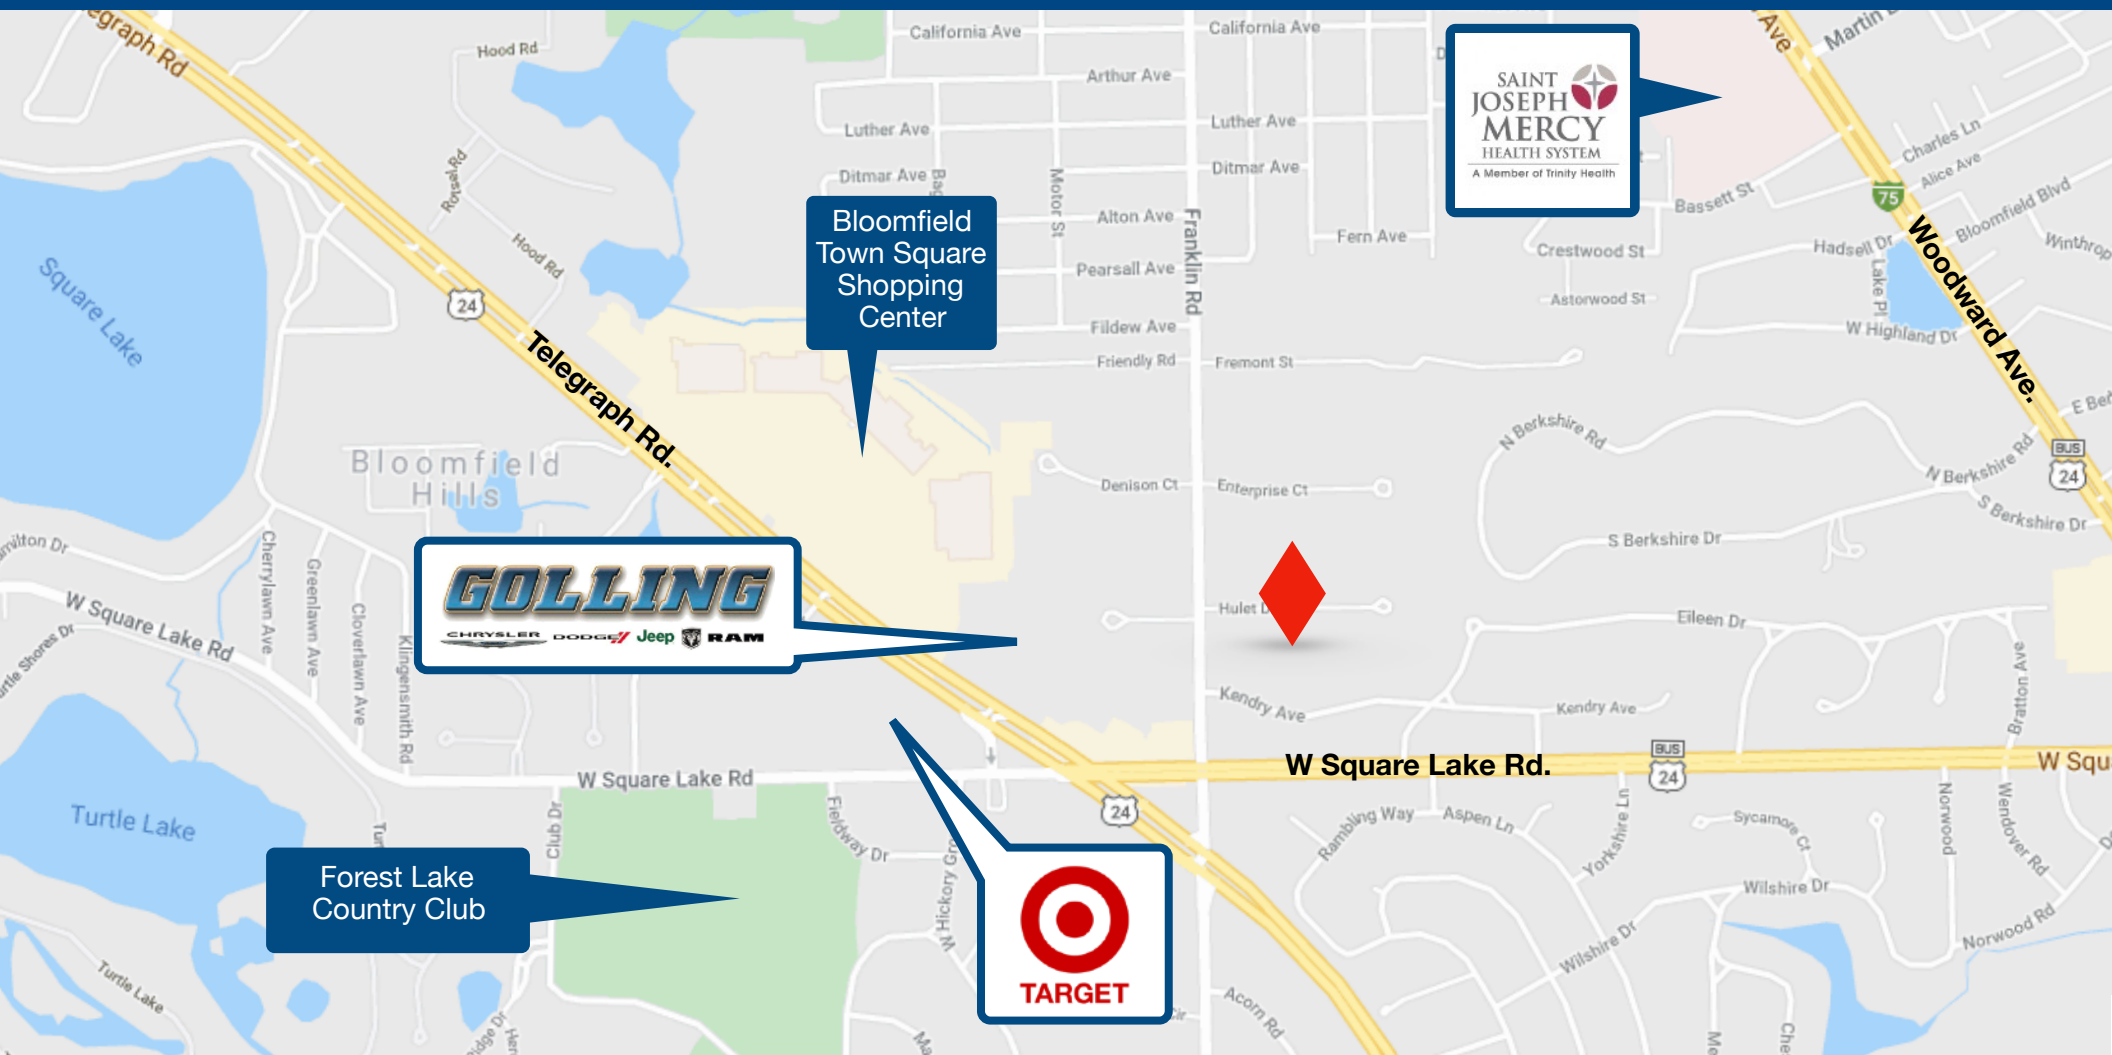 Telegraph Rd
Hood Rd
California Ave
California Ave
Ave
Martin
Arthur Ave
SAINT
JOSEPH
MERCY
HEALTH SYSTEM
A Member of Trinity Health
Luther Ave
Luther Ave
Charles Ln
Alice Ave
Ditmar Ave
Ditmar Ave
Motor St
Bassett St
75
Bloomfield Blvd
Winthrop
Alton Ave
Franklin Rd
Fern Ave
Crestwood St
Hadsell Dr
Lake Pl
Woodward Ave.
Bloomfield
Town Square
Shopping
Center
Hood Rd
Square Lake
24
Pearsall Ave
Astorwood St
W Highland Dr
Fildew Ave
Friendly Rd
Fremont St
Telegraph Rd.
Bloomfield
Hills
N Berkshire Rd
N Berkshire Rd
BUS
24
Denison Ct
Enterprise Ct
S Berkshire Dr
S Berkshire Dr
Cherrylawn Ave
Greenlawn Ave
Cloverlawn Ave
Klingensmith Rd
GOLLING
CHRYSLER DODGE Jeep RAM
W Square Lake Rd
Hulet
Eileen Dr
Bratton Ave
Kendry Ave
Kendry Ave
W Square Lake Rd.
BUS
24
W Squ
W Square Lake Rd
24
Turtle Lake
Club Dr
Fieldway Dr
Rambling Way
Aspen Ln
Yorkshire Ln
Sycamore Ct
Norwood
Wendover Rd
Forest Lake
Country Club
W Hickory Gro
TARGET
Wilshire Dr
Wilshire Dr
Norwood Rd
Turtle Lake
Acorn Rd